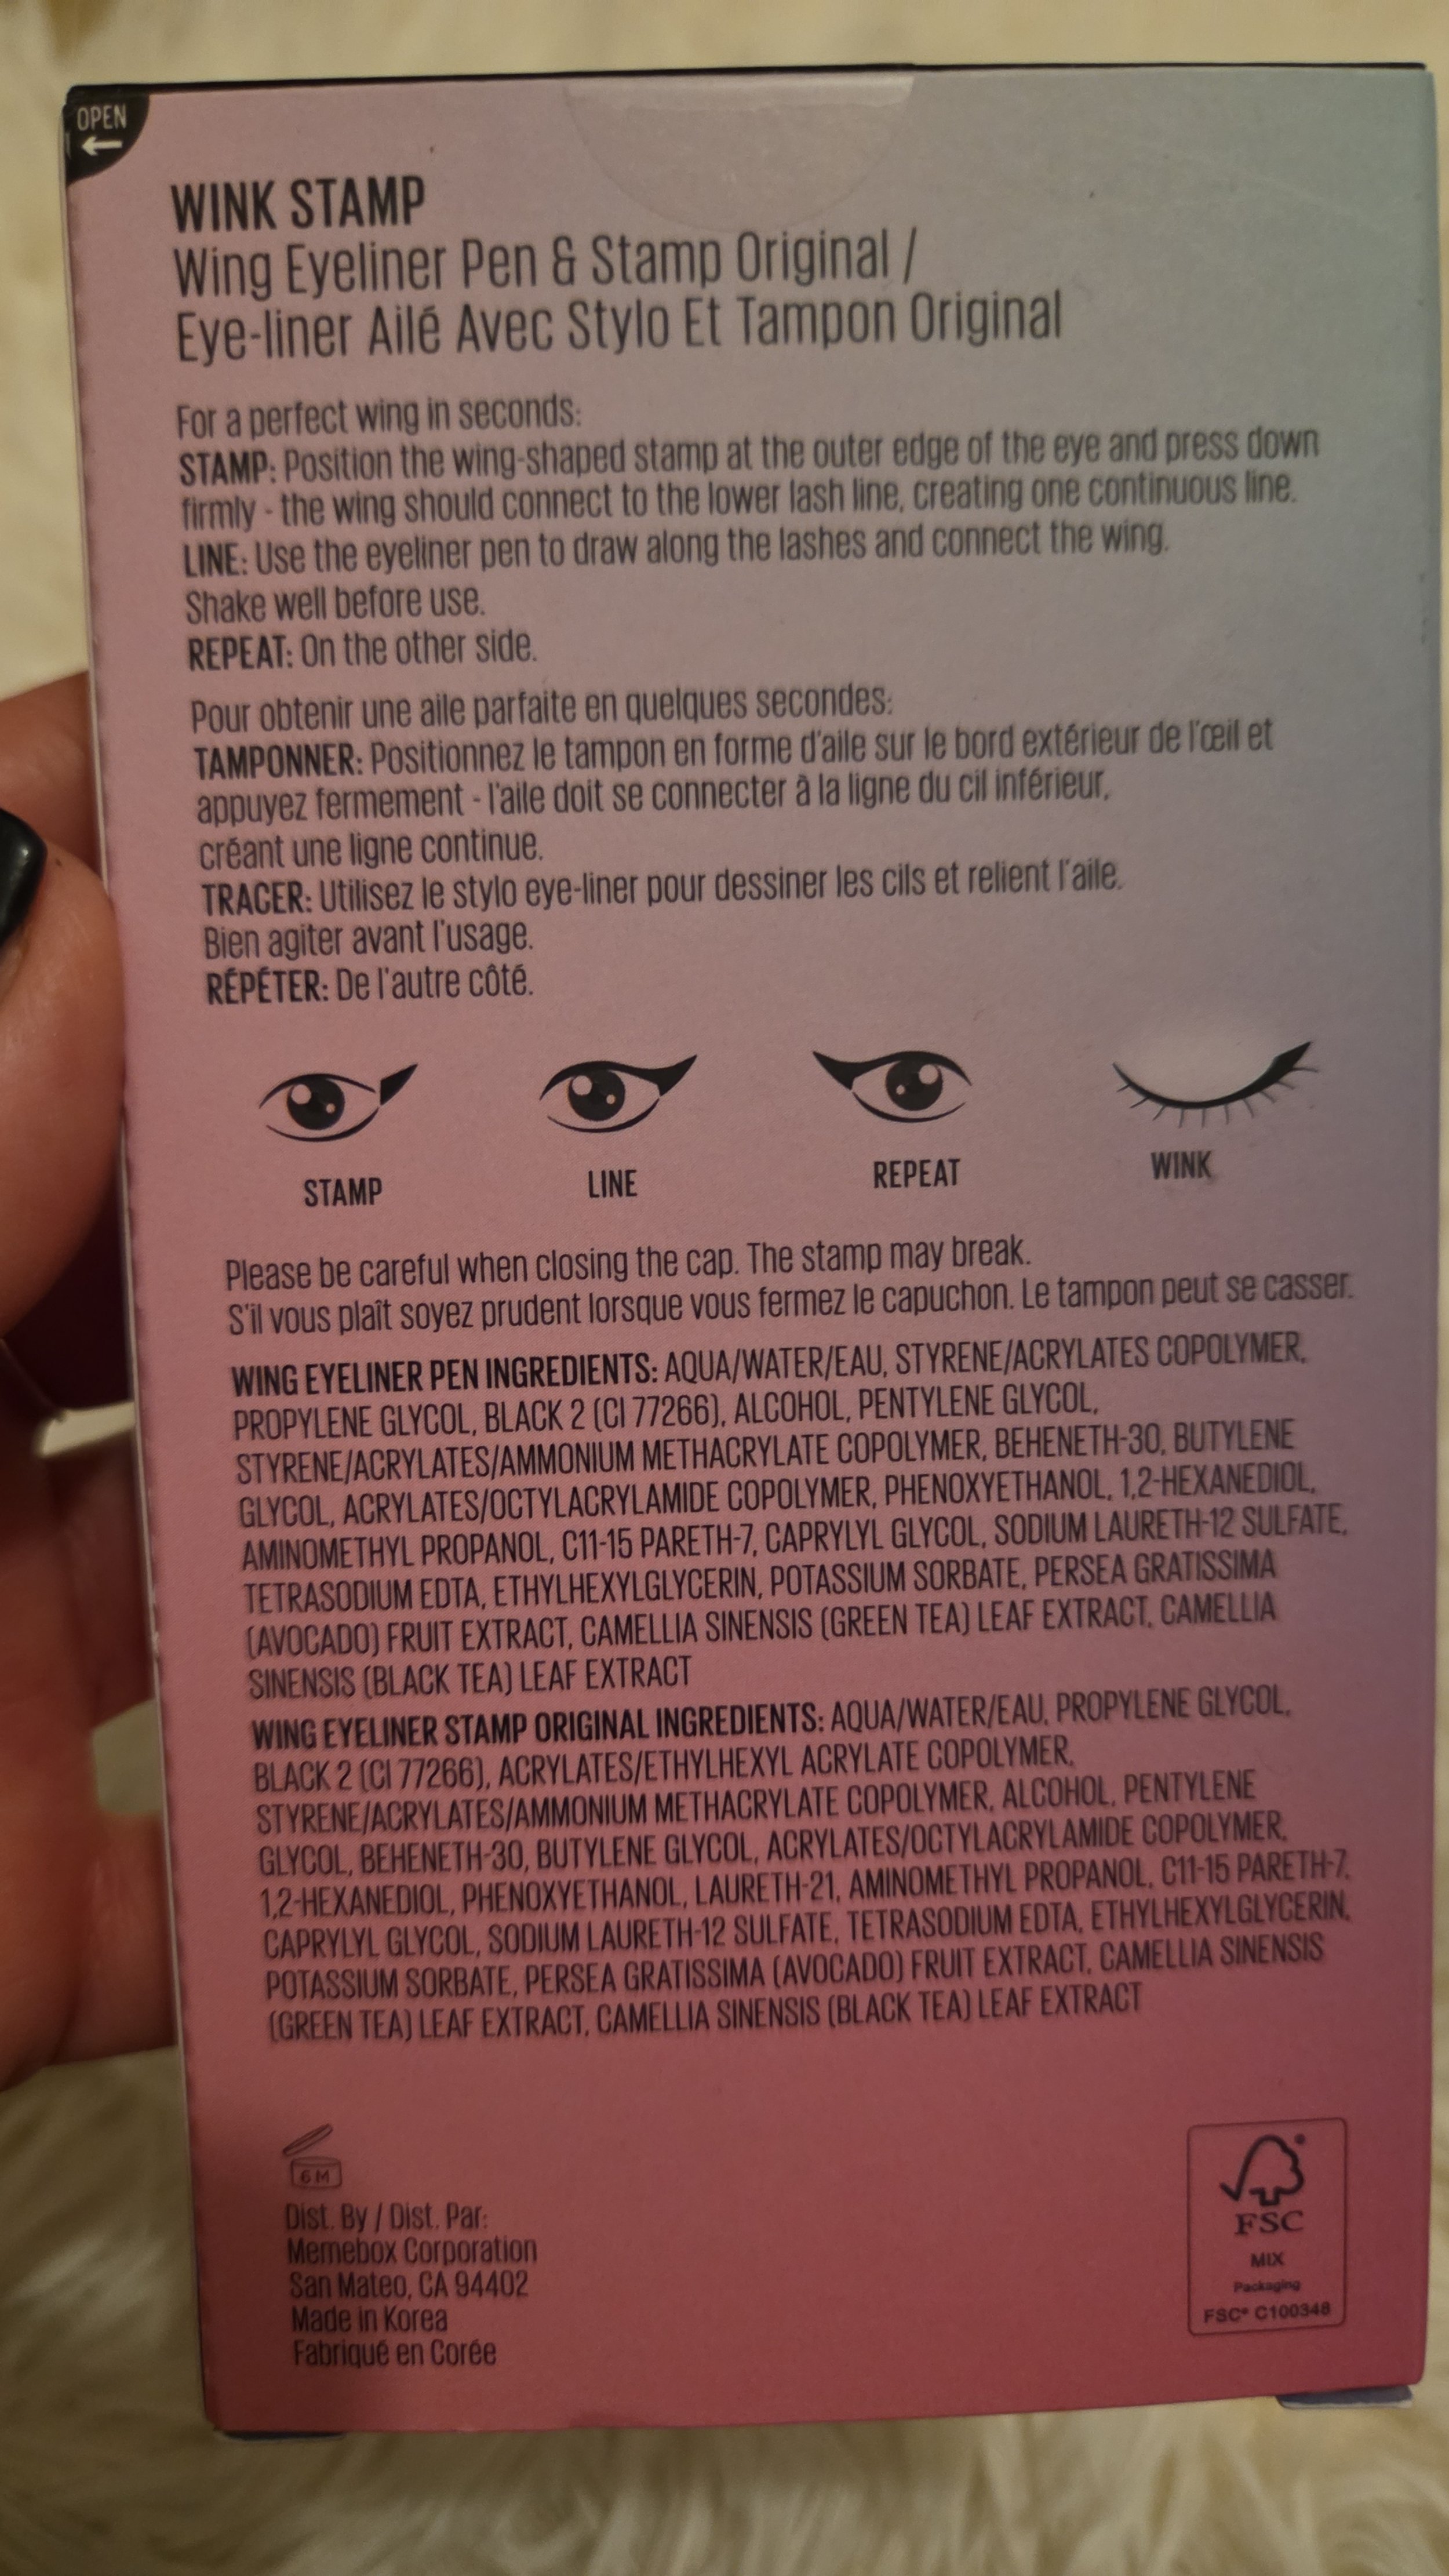 OPEN
WINK STAMP
Wing Eyeliner Pen & Stamp Original /
Eye-liner Ailé Avec Stylo Et Tampon Original
For a perfect wing in seconds:
STAMP: Position the wing-shaped stamp at the outer edge of the eye and press down
firmly - the wing should connect to the lower lash line, creating one continuous line.
LINE: Use the eyeliner pen to draw along the lashes and connect the wing.
Shake well before use.
REPEAT: On the other side.
Pour obtenir une aile parfaite en quelques secondes:
TAMPONNER: Positionnez le tampon en forme d'aile sur le bord extérieur de l'œil et
appuyez fermement - l'aile doit se connecter à la ligne du cil inférieur,
créant une ligne continue.
TRACER: Utilisez le stylo eye-liner pour dessiner les cils et relient l'aile.
Bien agiter avant l'usage.
RÉPÉTER: De l'autre côté.
STAMP LINE REPEAT WINK
Please be careful when closing the cap. The stamp may break.
S'il vous plaît soyez prudent lorsque vous fermez le capuchon. Le tampon peut se casser.
WING EYELINER PEN INGREDIENTS: AQUA/WATER/EAU, STYRENE/ACRYLATES COPOLYMER,
PROPYLENE GLYCOL, BLACK 2 (CI 77266), ALCOHOL, PENTYLENE GLYCOL,
STYRENE/ACRYLATES/AMMONIUM METHACRYLATE COPOLYMER, BEHENETH-30, BUTYLENE
GLYCOL, ACRYLATES/OCTYLACRYLAMIDE COPOLYMER, PHENOXYETHANOL, 1,2-HEXANEDIOL,
AMINOMETHYL PROPANOL, C11-15 PARETH-7, CAPRYLYL GLYCOL, SODIUM LAURETH-12 SULFATE,
TETRASODIUM EDTA, ETHYLHEXYLGLYCERIN, POTASSIUM SORBATE, PERSEA GRATISSIMA
(AVOCADO) FRUIT EXTRACT, CAMELLIA SINENSIS (GREEN TEA) LEAF EXTRACT, CAMELLIA
SINENSIS (BLACK TEA) LEAF EXTRACT
WING EYELINER STAMP ORIGINAL INGREDIENTS: AQUA/WATER/EAU, PROPYLENE GLYCOL,
BLACK 2 (CI 77266), ACRYLATES/ETHYLHEXYL ACRYLATE COPOLYMER,
STYRENE/ACRYLATES/AMMONIUM METHACRYLATE COPOLYMER, ALCOHOL, PENTYLENE
GLYCOL, BEHENETH-30, BUTYLENE GLYCOL, ACRYLATES/OCTYLACRYLAMIDE COPOLYMER,
1,2-HEXANEDIOL, PHENOXYETHANOL, LAURETH-21, AMINOMETHYL PROPANOL, C11-15 PARETH-7,
CAPRYLYL GLYCOL, SODIUM LAURETH-12 SULFATE, TETRASODIUM EDTA, ETHYLHEXYLGLYCERIN,
POTASSIUM SORBATE, PERSEA GRATISSIMA (AVOCADO) FRUIT EXTRACT, CAMELLIA SINENSIS
(GREEN TEA) LEAF EXTRACT, CAMELLIA SINENSIS (BLACK TEA) LEAF EXTRACT
6 M
Dist. By / Dist. Par:
Memebox Corporation
San Mateo, CA 94402
Made in Korea
Fabriqué en Corée
FSC
MIX
Packaging
FSC® C100348